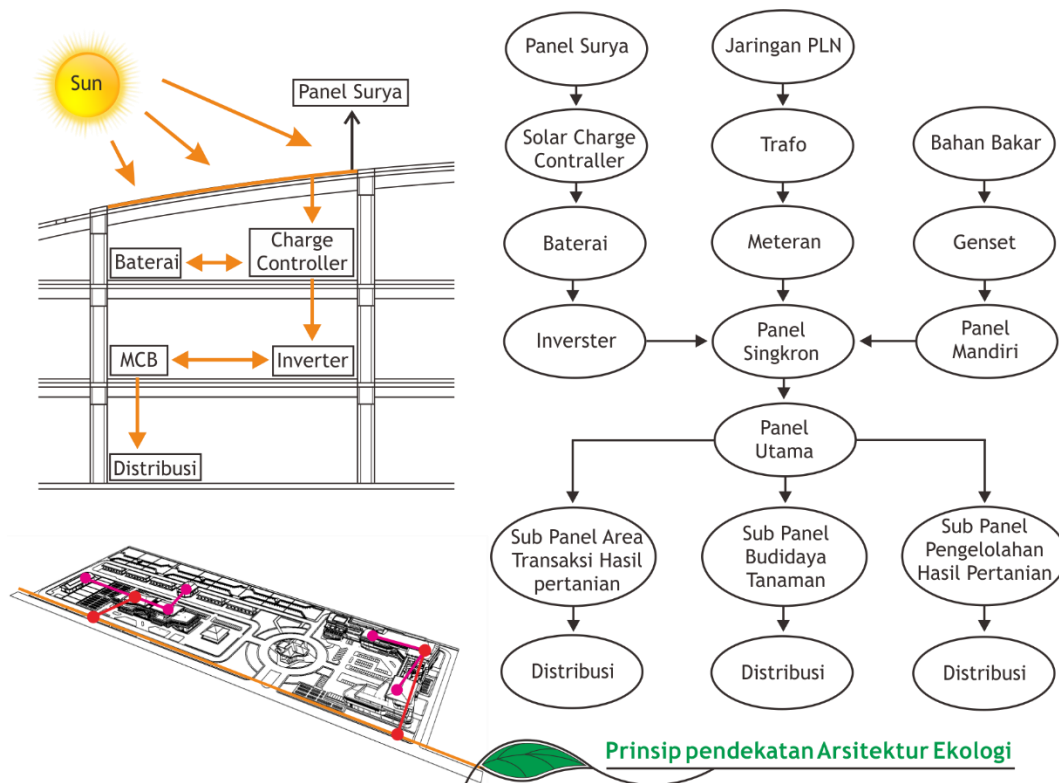 Sun
Panel Surya
Charge
Controller
Baterai
MCB
Inverter
Distribusi
Panel Surya
Solar Charge
Contraller
Baterai
Inverster
Jaringan PLN
Trafo
Meteran
Panel
Singkron
Bahan Bakar
Genset
Panel
Mandiri
Panel
Utama
Sub Panel Area
Transaksi Hasil
pertanian
Sub Panel
Budidaya
Tanaman
Sub Panel
Pengelolahan
Hasil Pertanian
Distribusi
Distribusi
Distribusi
Prinsip pendekatan Arsitektur Ekologi